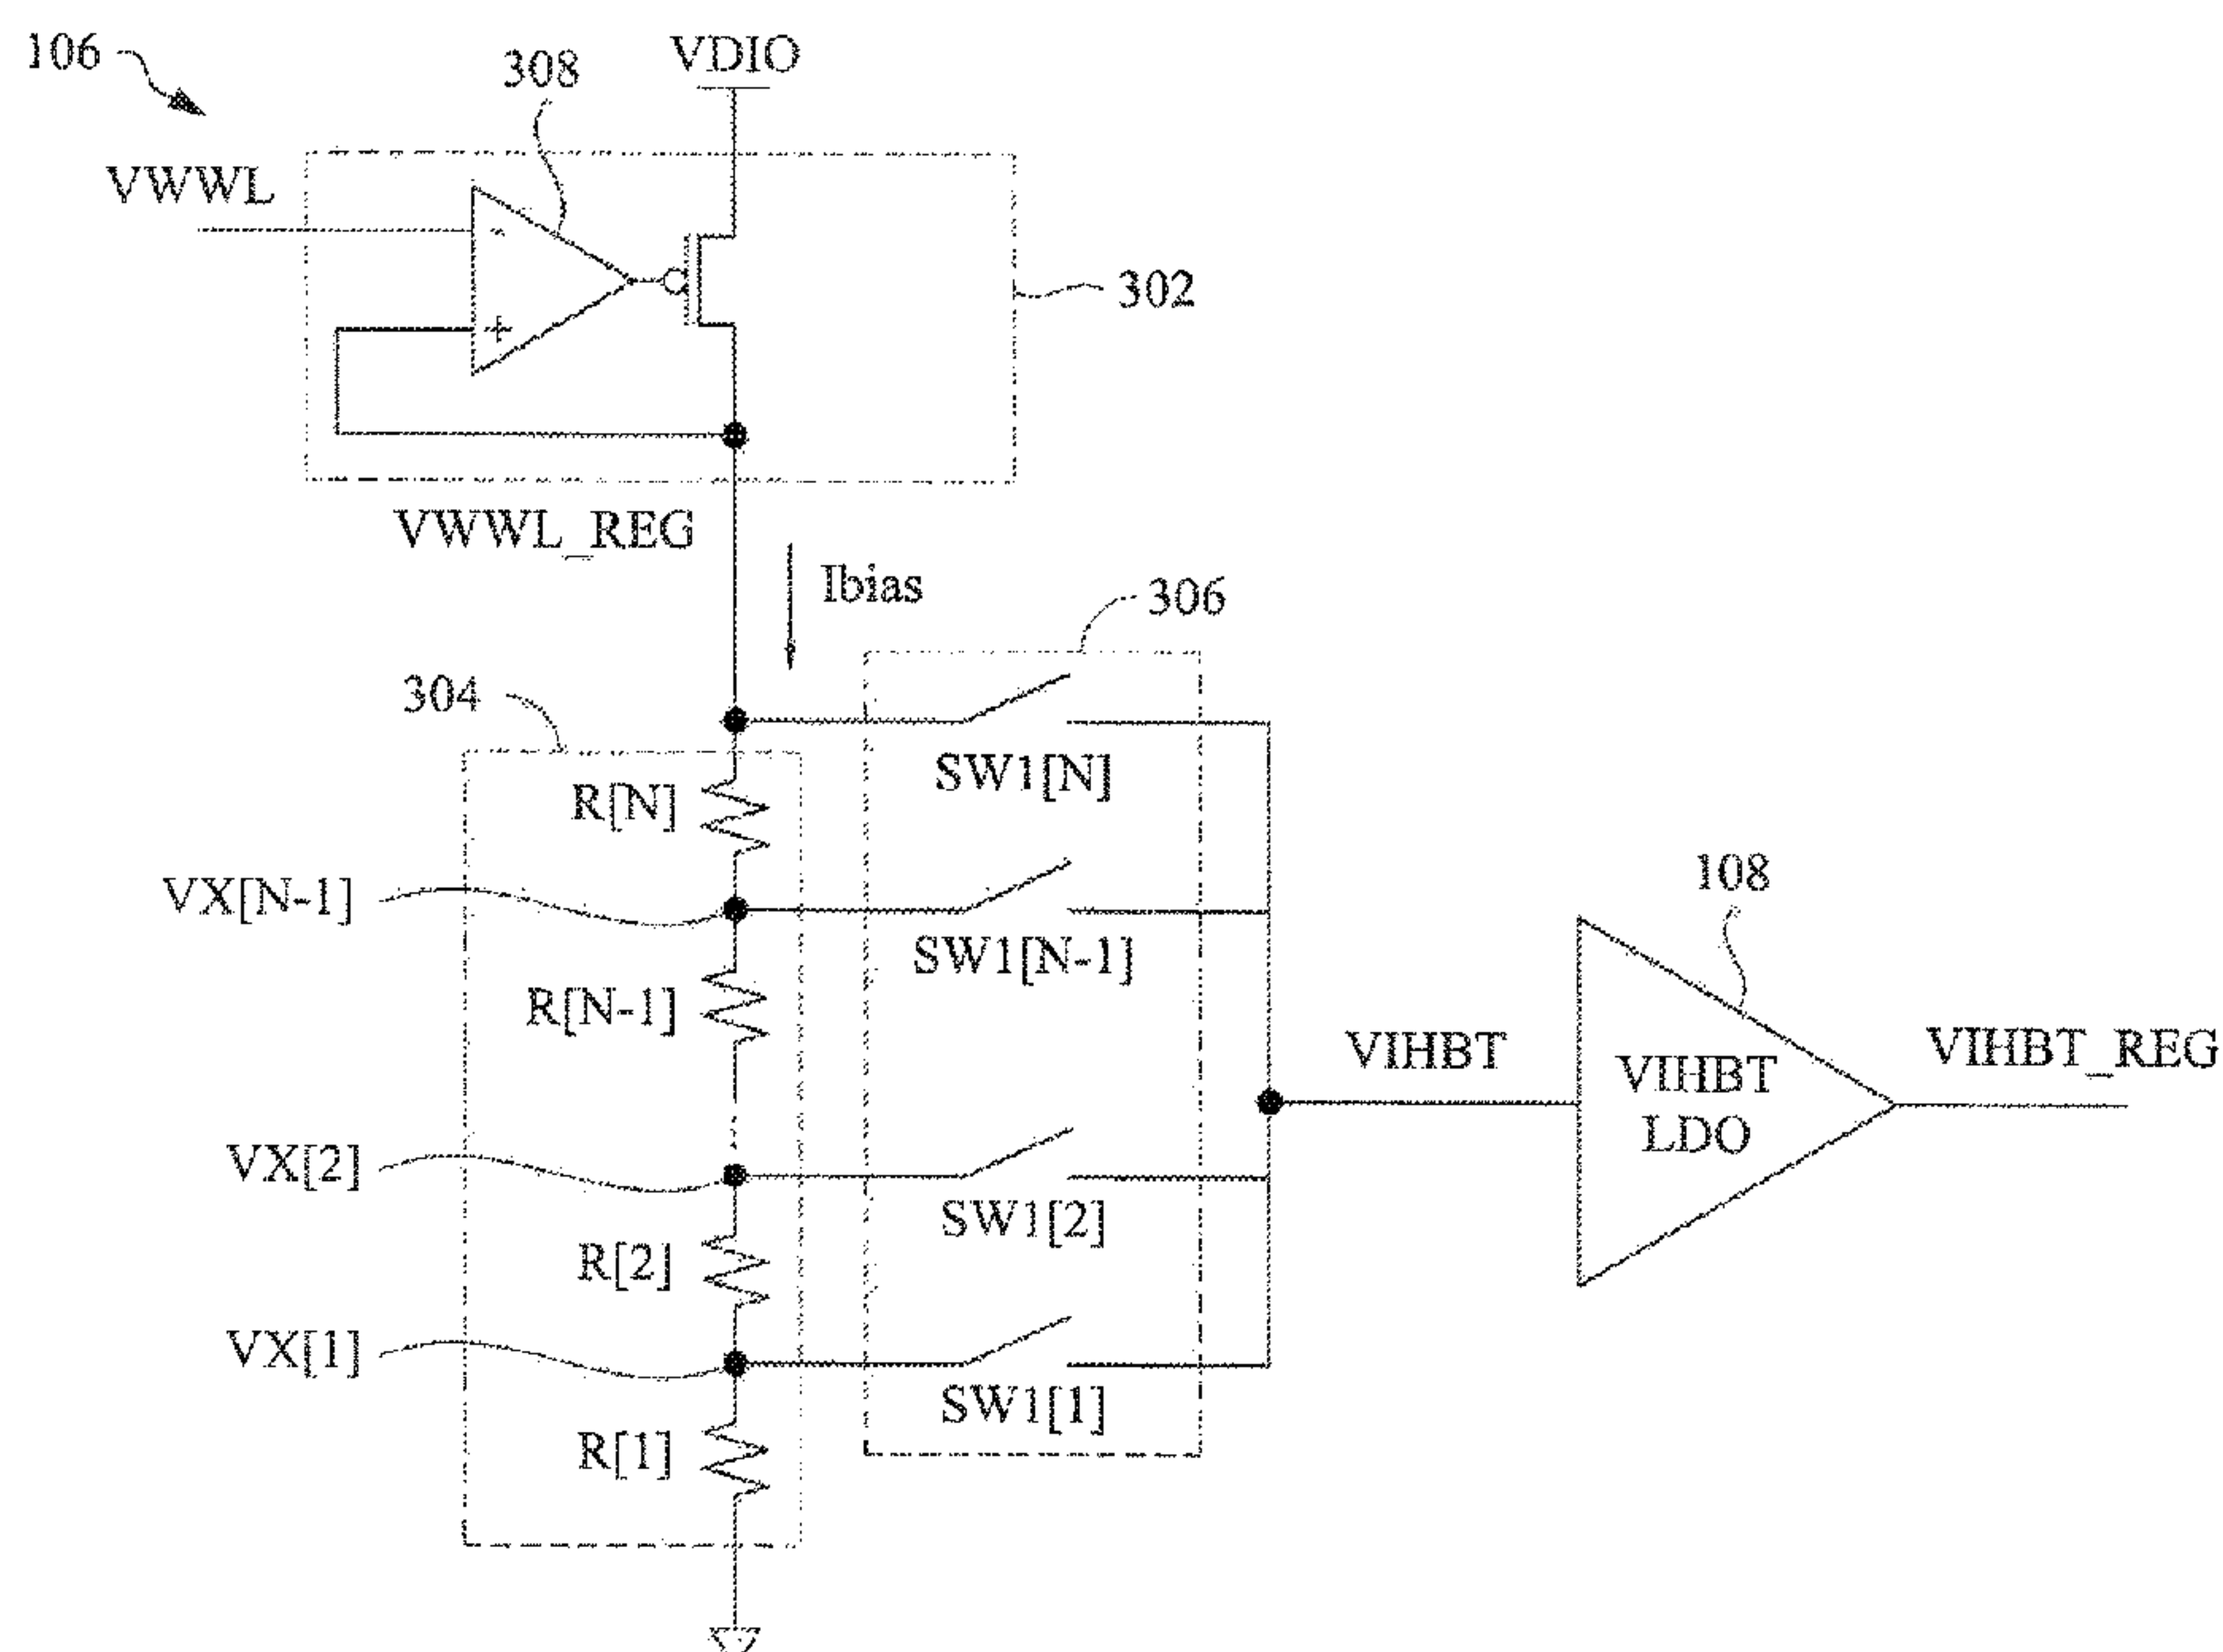 106
308
VDIO
VWWL
-
302
+
VWWL_REG
Ibias
306
304
SW1[N]
R[N]
108
VX[N-1]
SW1[N-1]
R[N-1]
VIHBT
VIHBT_REG
VIHBT
LDO
VX[2]
SW1[2]
R[2]
VX[1]
SW1[1]
R[1]